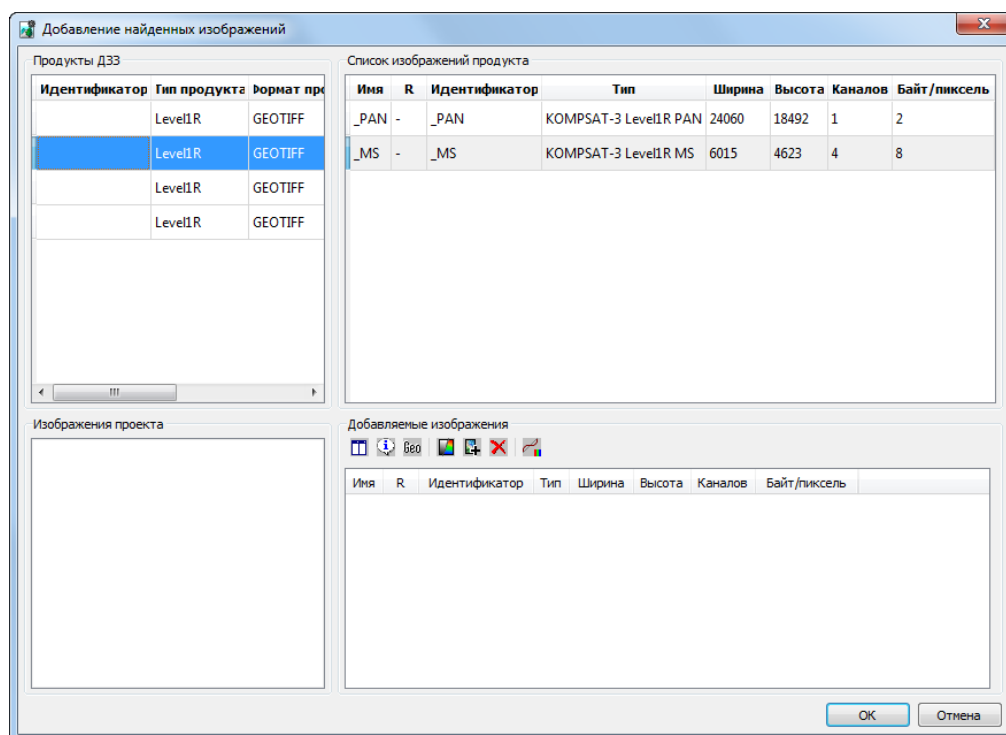 Добавление найденных изображений
Продукты ДЗЗ
Идентификатор Тип продукта Формат про
Level1R GEOTIFF
Level1R GEOTIFF
Level1R GEOTIFF
Level1R GEOTIFF
Список изображений продукта
Имя R Идентификатор Тип Ширина Высота Каналов Байт/пиксель
_PAN - _PAN KOMPSAT-3 Level1R PAN 24060 18492 1 2
_MS - _MS KOMPSAT-3 Level1R MS 6015 4623 4 8
Изображения проекта
Добавляемые изображения
Geo
Имя R Идентификатор Тип Ширина Высота Каналов Байт/пиксель
OK Отмена